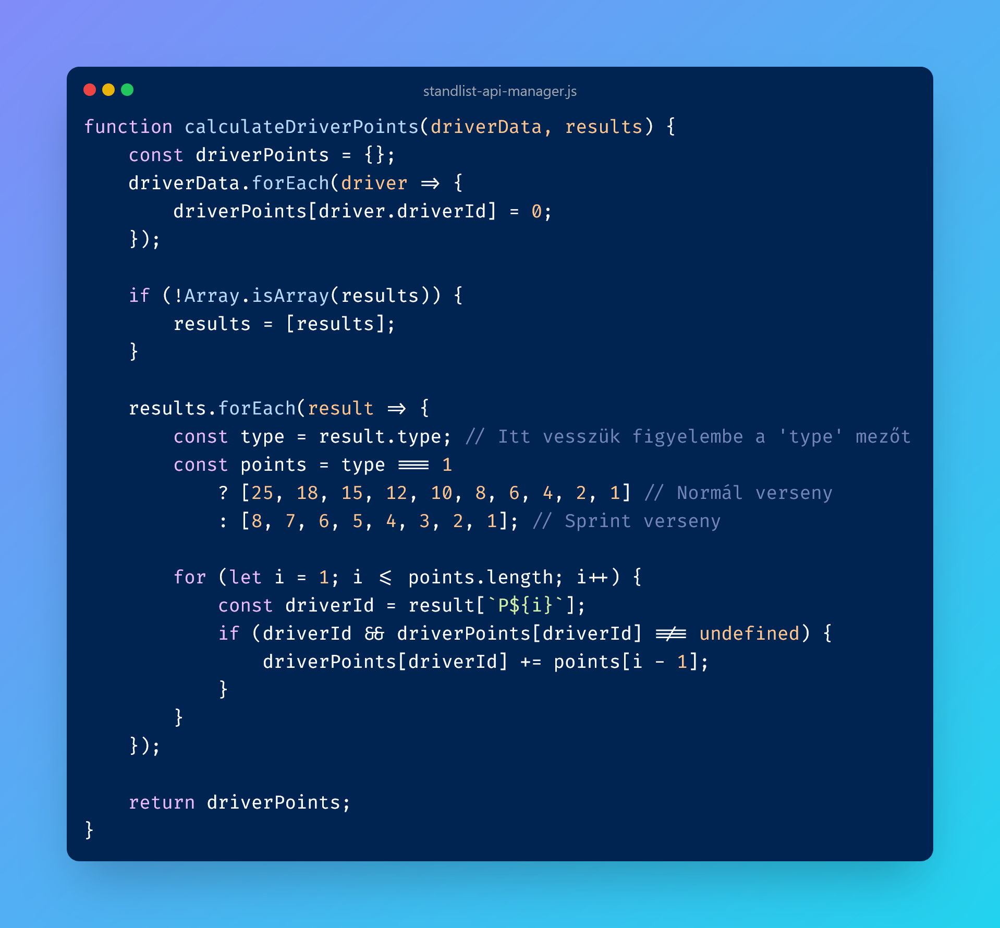 standlist-api-manager.js
function calculateDriverPoints(driverData, results) {
    const driverPoints = {};
    driverData.forEach(driver => {
        driverPoints[driver.driverId] = 0;
    });

    if (!Array.isArray(results)) {
        results = [results];
    }

    results.forEach(result => {
        const type = result.type; // Itt vesszük figyelembe a 'type' mezőt
        const points = type === 1
            ? [25, 18, 15, 12, 10, 8, 6, 4, 2, 1] // Normál verseny
            : [8, 7, 6, 5, 4, 3, 2, 1]; // Sprint verseny

        for (let i = 1; i <= points.length; i++) {
            const driverId = result[`P${i}`];
            if (driverId && driverPoints[driverId] !== undefined) {
                driverPoints[driverId] += points[i - 1];
            }
        }
    });

    return driverPoints;
}